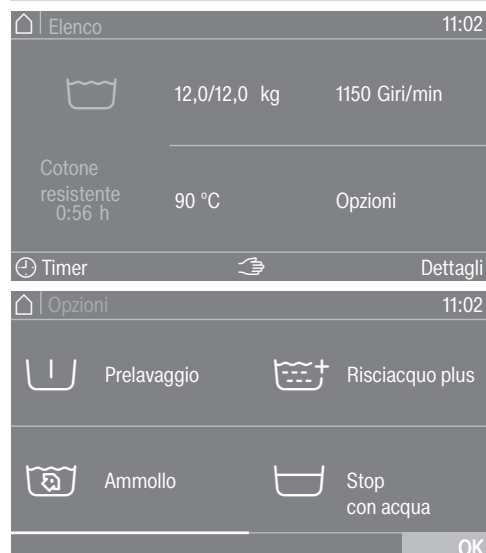 Elenco 11:02
12,0/12,0 kg 1150 Giri/min
Cotone
resistente
0:56 h
90 °C Opzioni
Timer Dettagli
Opzioni 11:02
Prelavaggio Risciacquo plus
Ammollo Stop
con acqua
OK